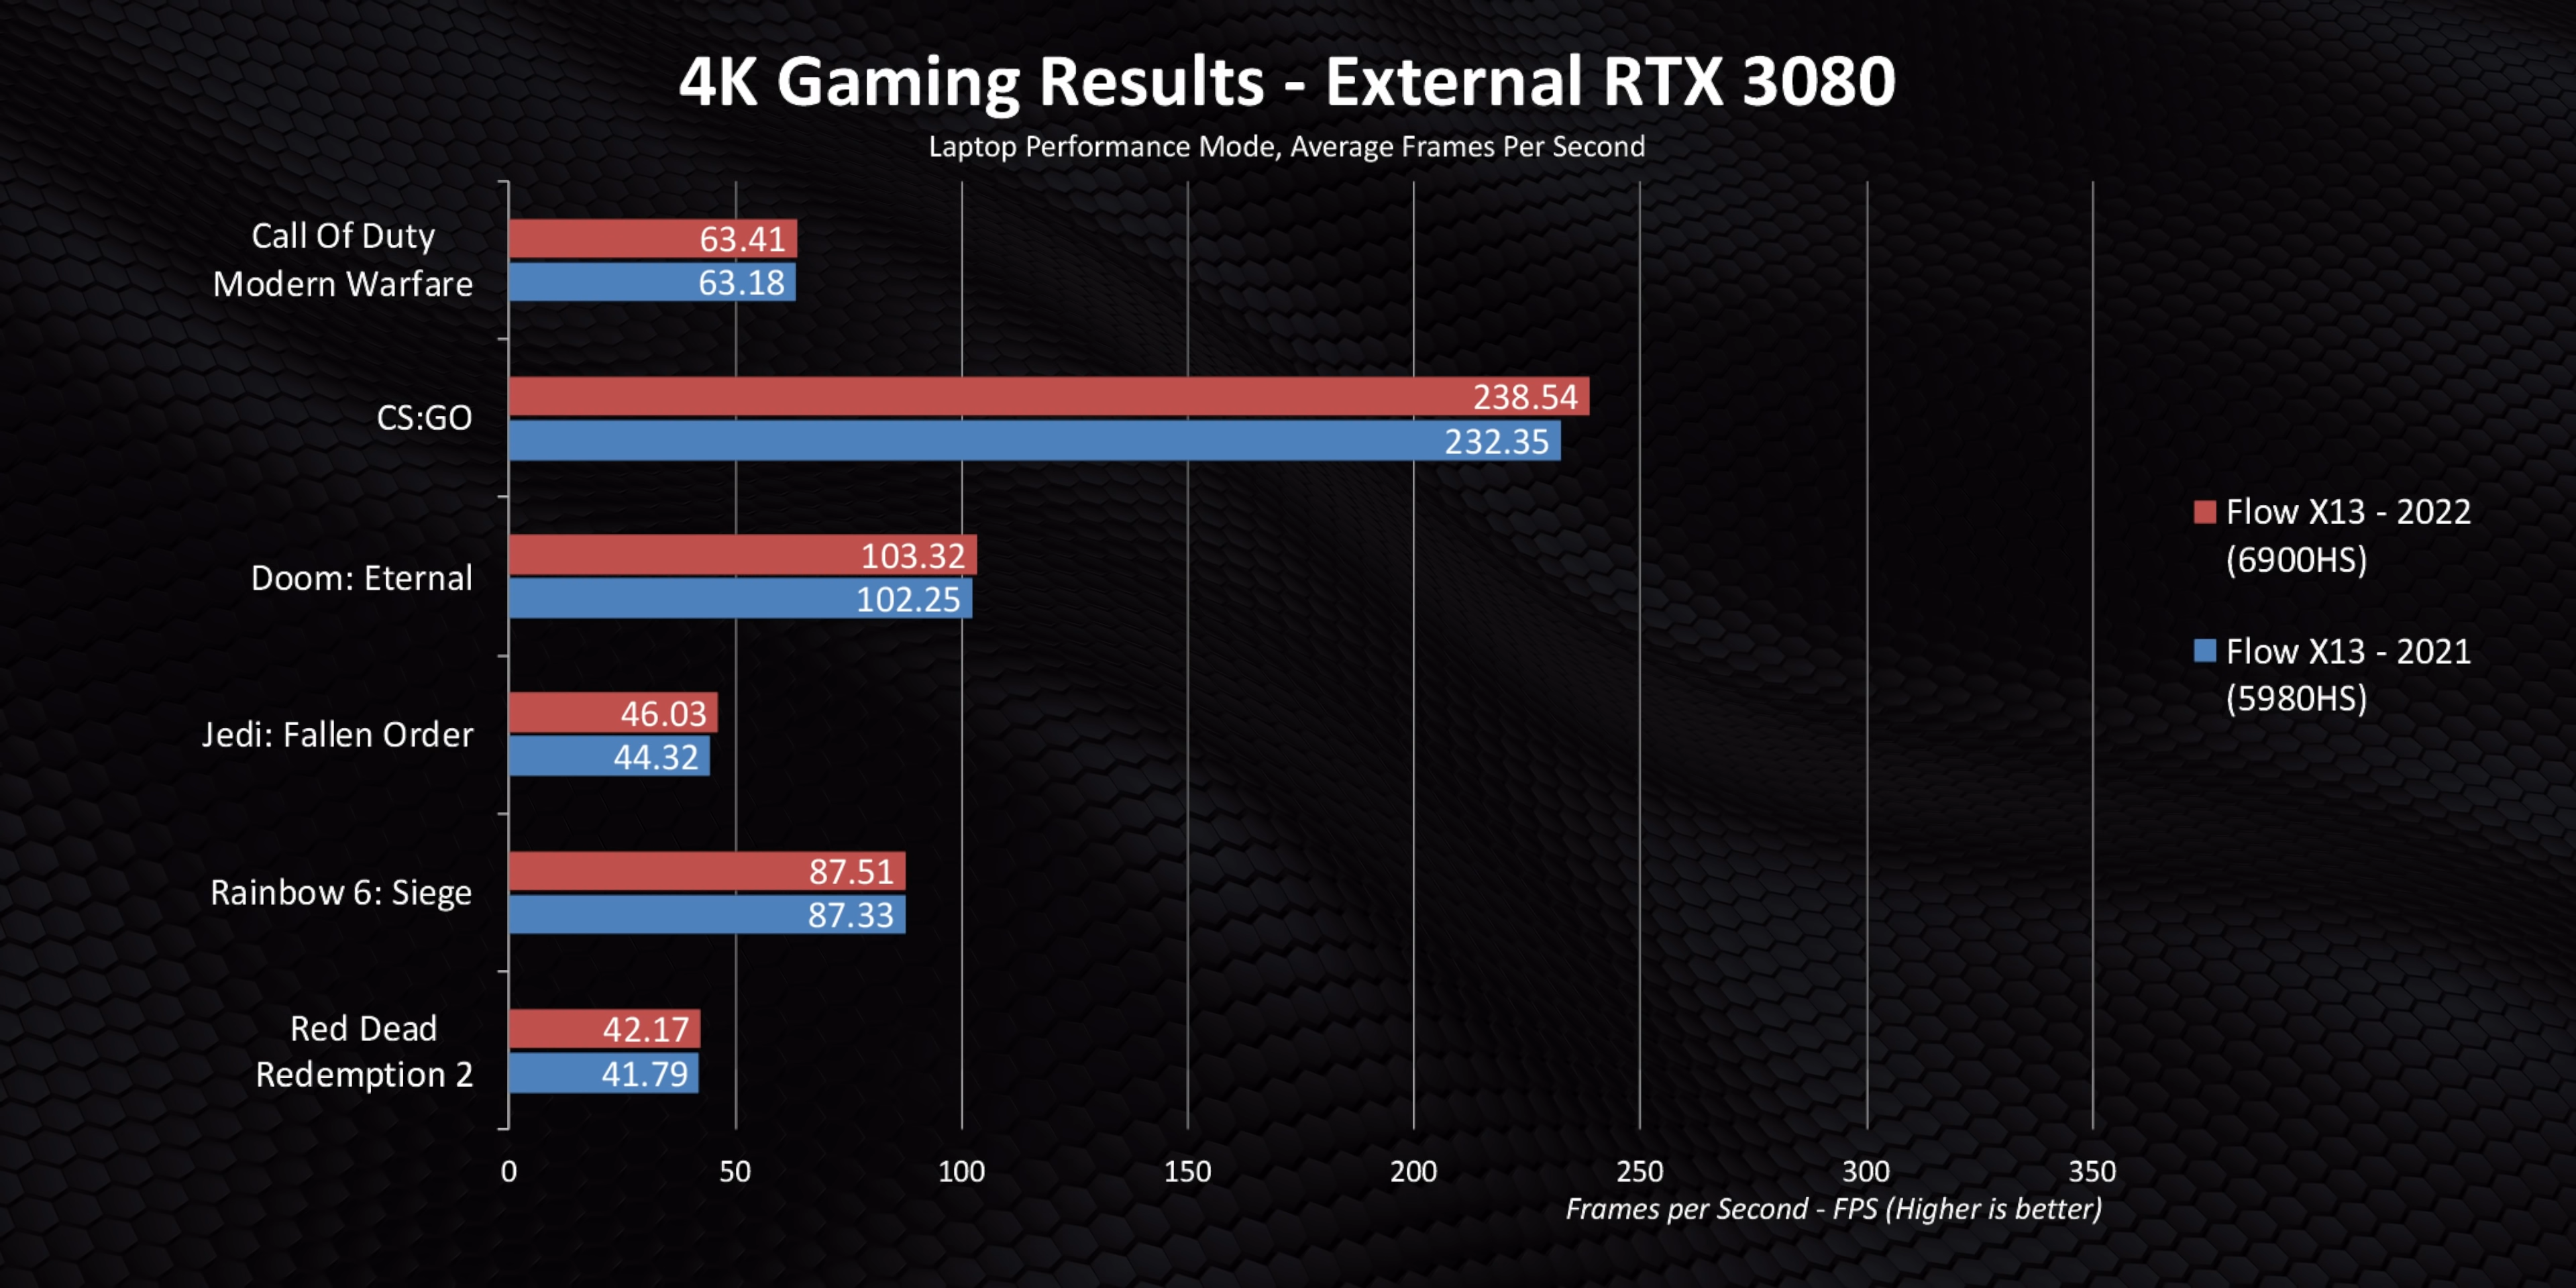 4K Gaming Results - External RTX 3080
Laptop Performance Mode, Average Frames Per Second
Call Of Duty
Modern Warfare
63.41
63.18
CS:GO
238.54
232.35
Doom: Eternal
103.32
102.25
Jedi: Fallen Order
46.03
44.32
Rainbow 6: Siege
87.51
87.33
Red Dead
Redemption 2
42.17
41.79
0 50 100 150 200 250 300 350
Frames per Second - FPS (Higher is better)
Flow X13 - 2022
(6900HS)
Flow X13 - 2021
(5980HS)